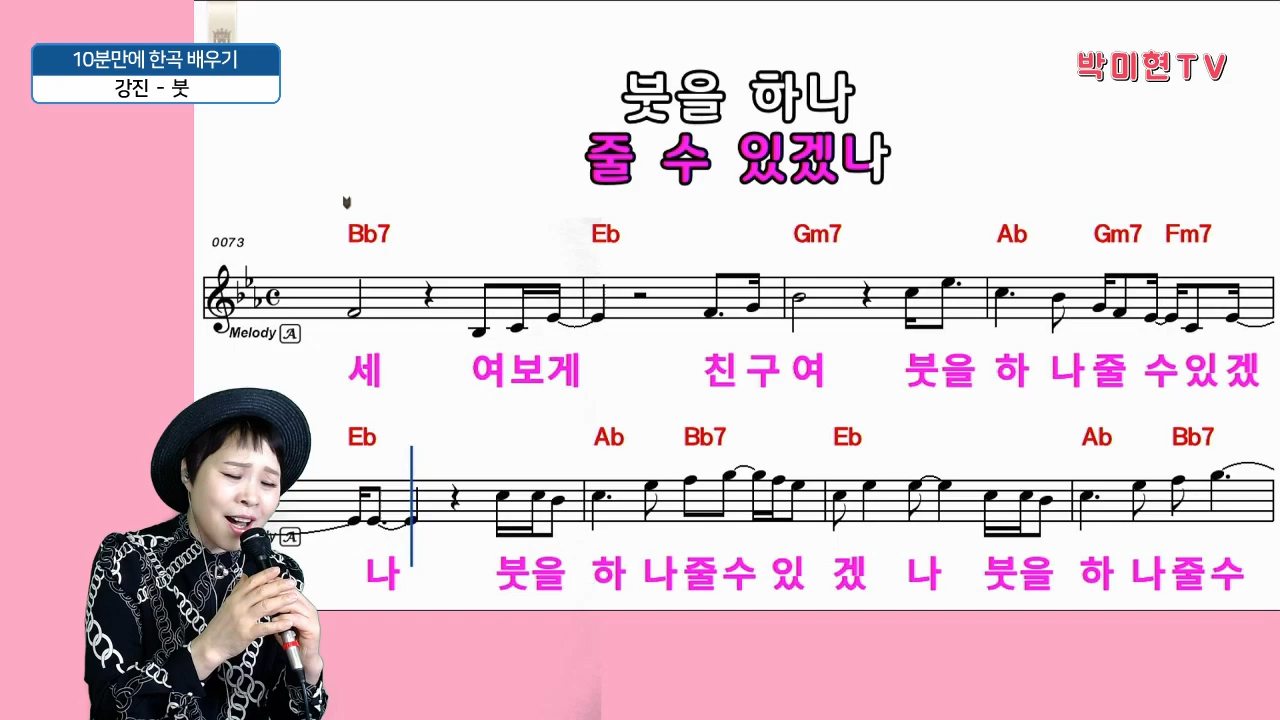 10분만에 한곡 배우기
강진 - 붓
박미현TV
붓을 하나
줄 수 있겠나
0073
Bb7 Eb Gm7 Ab Gm7 Fm7
Melody A
세 여보게 친구여 붓을 하 나줄 수있겠
Eb Ab Bb7 Eb Ab Bb7
A
나 붓을 하 나줄수 있 겠 나 붓을 하 나줄수